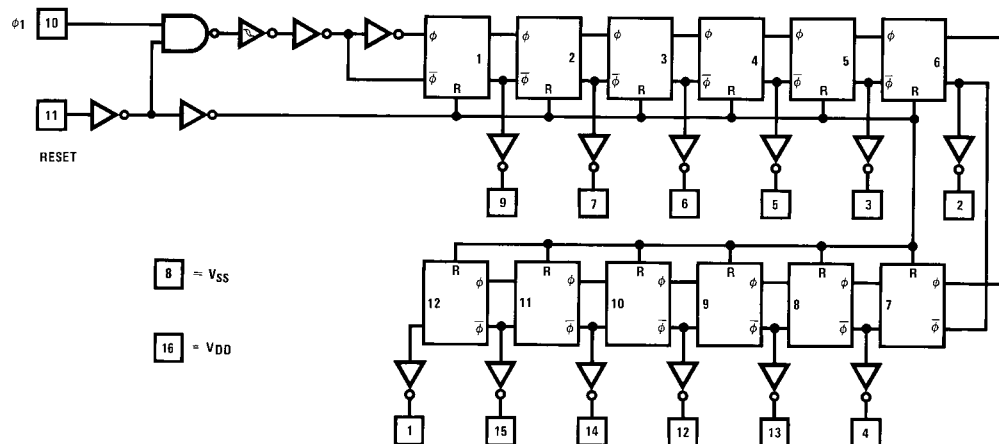 ϕ1 10
ϕ ϕ ϕ ϕ ϕ ϕ
1 2 3 4 5 6
ϕ̅ ϕ̅ ϕ̅ ϕ̅ ϕ̅ ϕ̅
R R R R R R
11
RESET
9 7 6 5 3 2
R R R R R R
8 = VSS
ϕ ϕ ϕ ϕ ϕ ϕ
12 11 10 9 8 7
ϕ̅ ϕ̅ ϕ̅ ϕ̅ ϕ̅ ϕ̅
16 = VDD
1 15 14 12 13 4